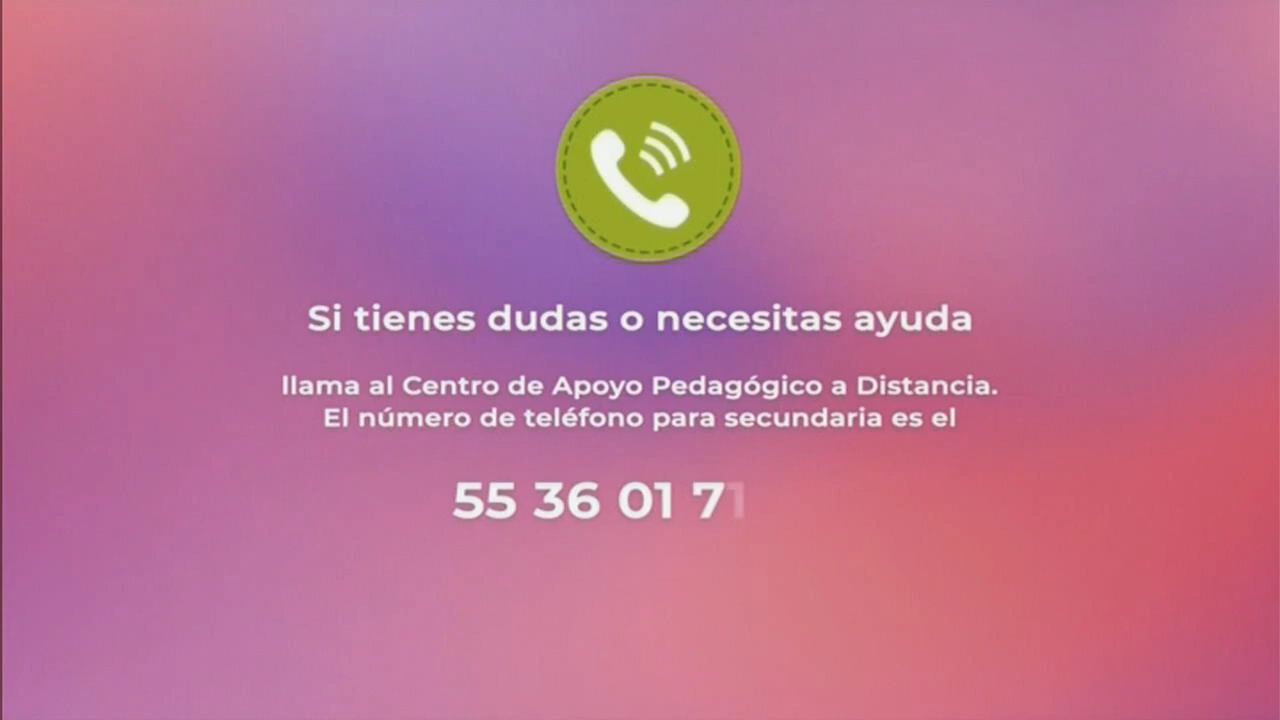 Si tienes dudas o necesitas ayuda
llama al Centro de Apoyo Pedagógico a Distancia.
El número de teléfono para secundaria es el
55 36 01 71